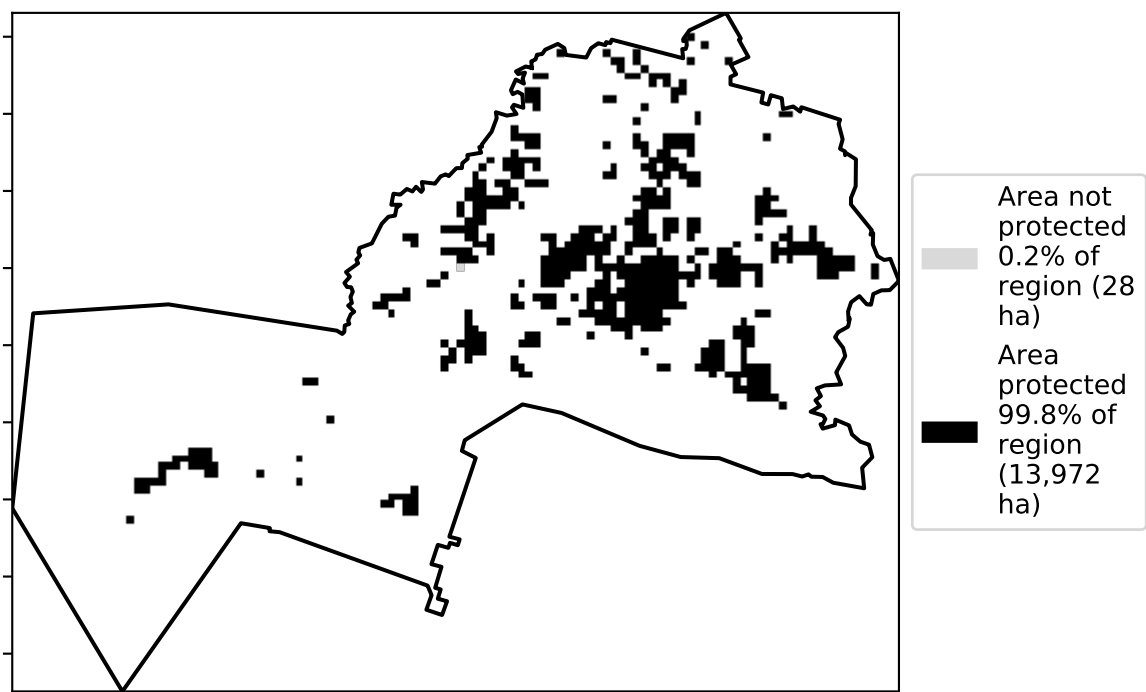 Area not
protected
0.2% of
region (28
ha)
Area
protected
99.8% of
region
(13,972
ha)